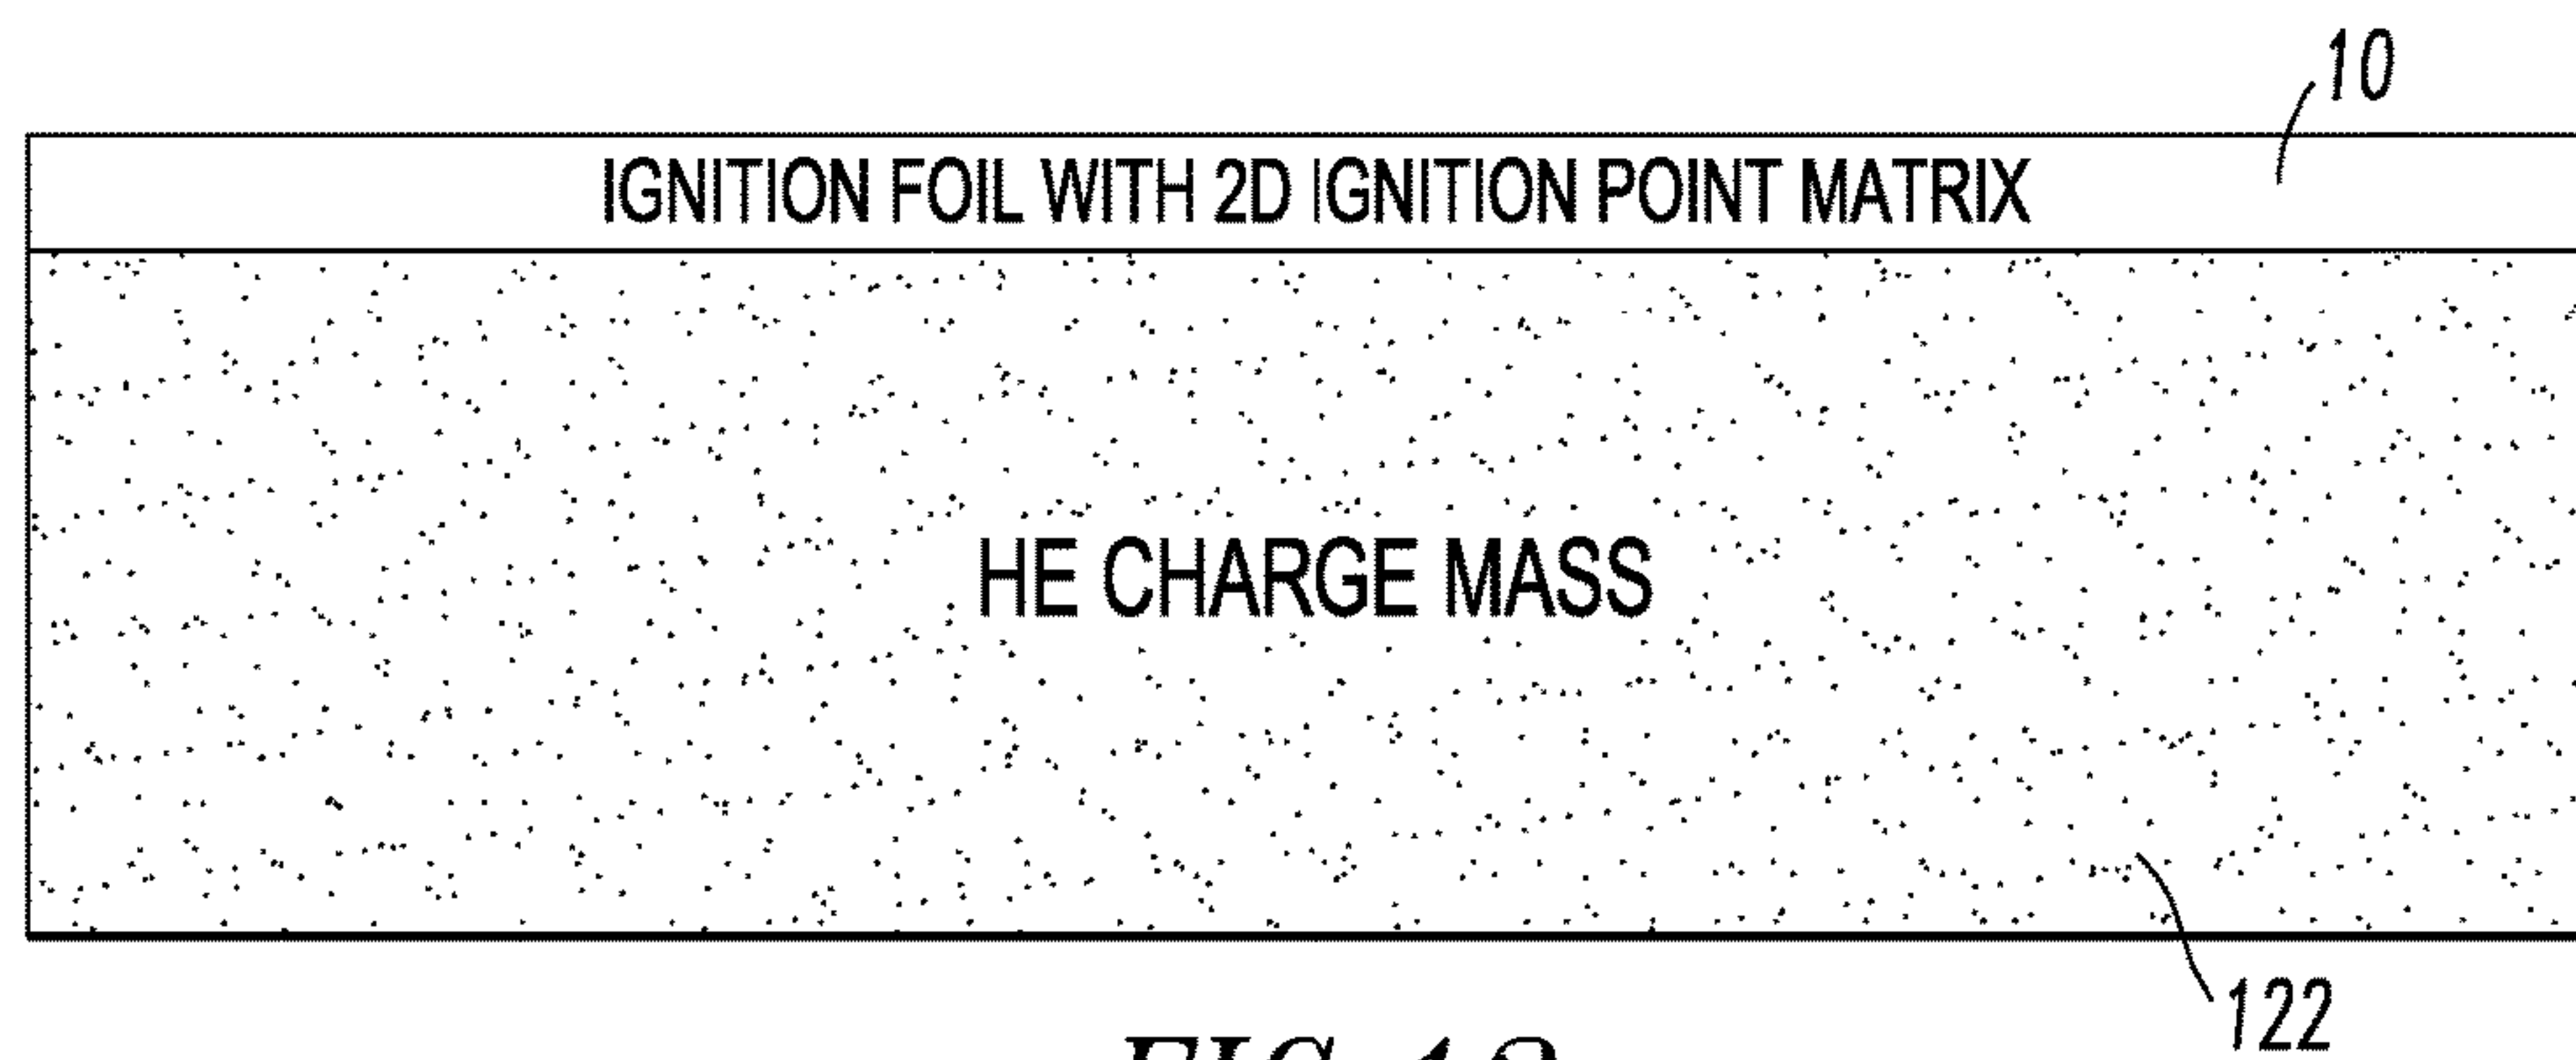 10
IGNITION FOIL WITH 2D IGNITION POINT MATRIX
HE CHARGE MASS
122